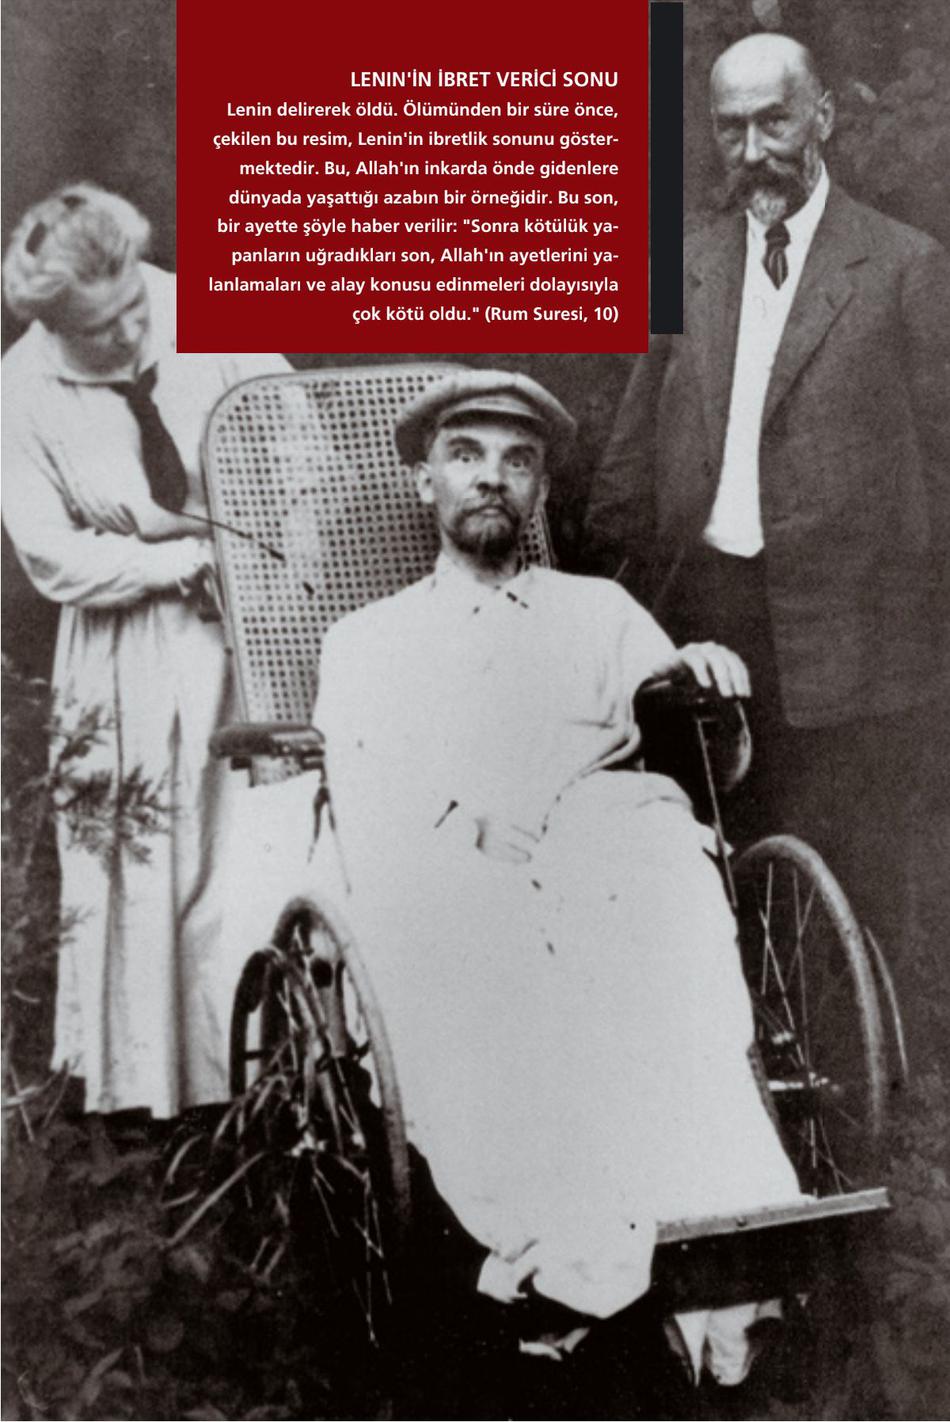 LENIN'İN İBRET VERİCİ SONU
Lenin delirerek öldü. Ölümünden bir süre önce,
çekilen bu resim, Lenin'in ibretlik sonunu göster-
mektedir. Bu, Allah'ın inkarda önde gidenlere
dünyada yaşattığı azabın bir örneğidir. Bu son,
bir ayette şöyle haber verilir: "Sonra kötülük ya-
panların uğradıkları son, Allah'ın ayetlerini ya-
lanlamaları ve alay konusu edinmeleri dolayısıyla
çok kötü oldu." (Rum Suresi, 10)